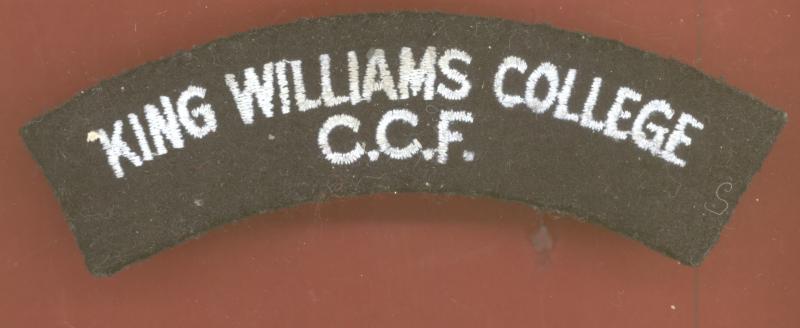 KING WILLIAMS COLLEGE
C.C.F.
S